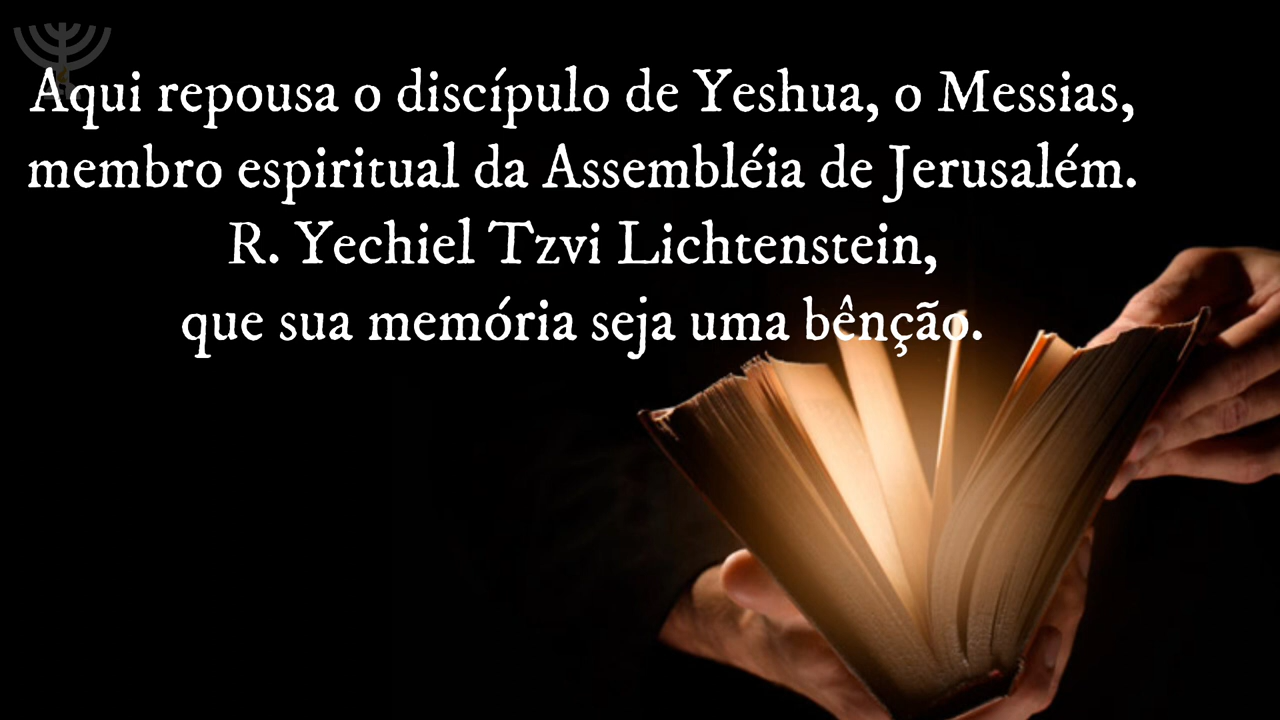 Aqui repousa o discípulo de Yeshua, o Messias,
membro espiritual da Assembléia de Jerusalém.
R. Yechiel Tzvi Lichtenstein,
que sua memória seja uma bênção.